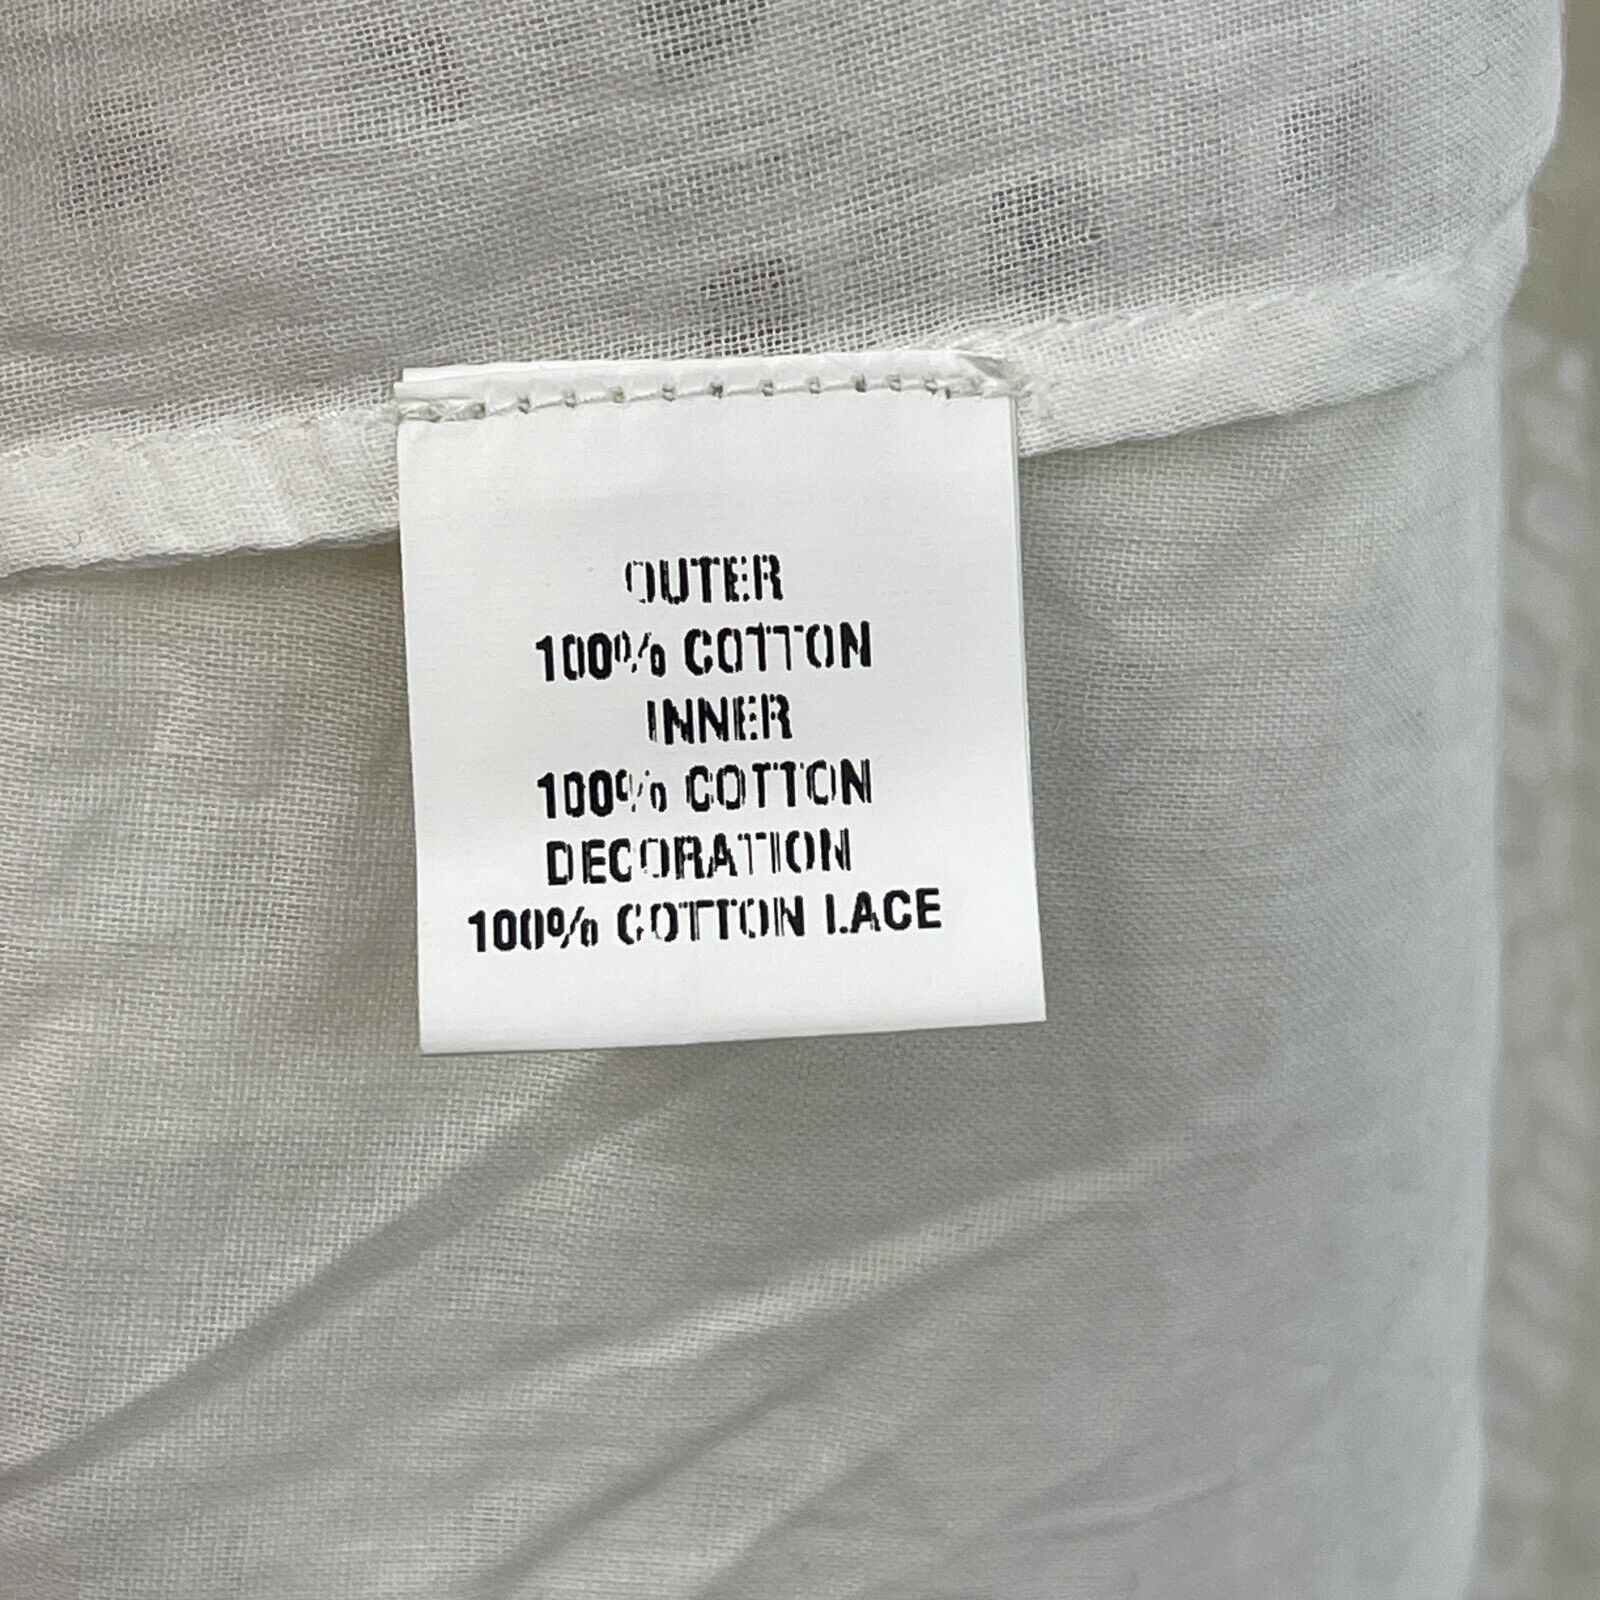 OUTER
100% COTTON
INNER
100% COTTON
DECORATION
100% COTTON LACE